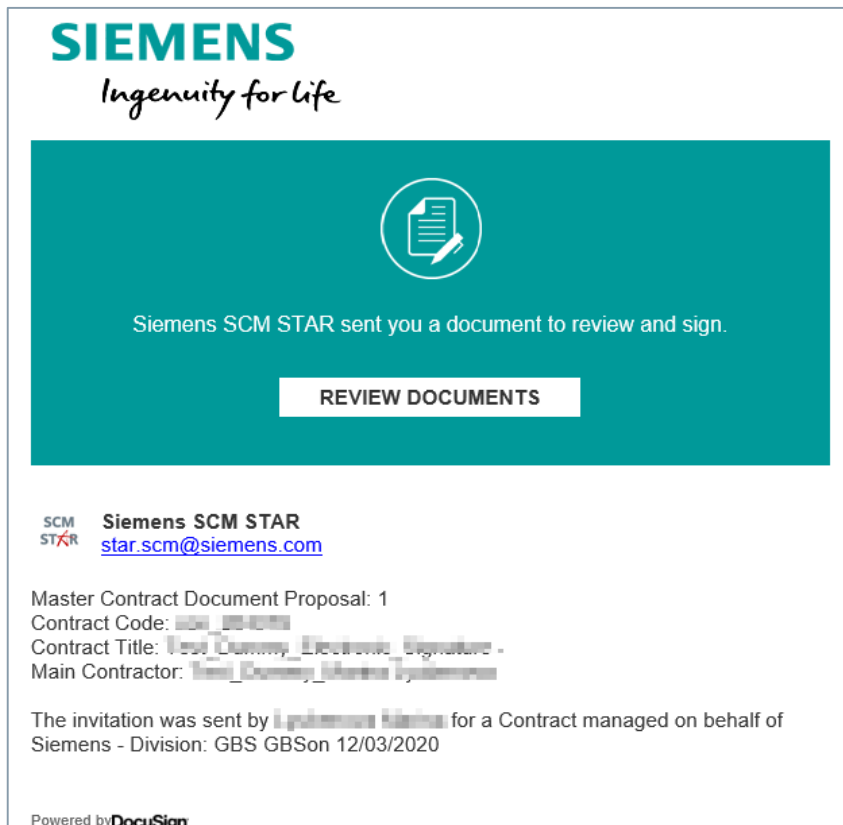 SIEMENS
Ingenuity for life
Siemens SCM STAR sent you a document to review and sign.
REVIEW DOCUMENTS
SCM
STAR
Siemens SCM STAR
star.scm@siemens.com
Master Contract Document Proposal: 1
Contract Code:
Contract Title:
Main Contractor:
The invitation was sent by for a Contract managed on behalf of
Siemens - Division: GBS GBSon 12/03/2020
Powered byDocuSign